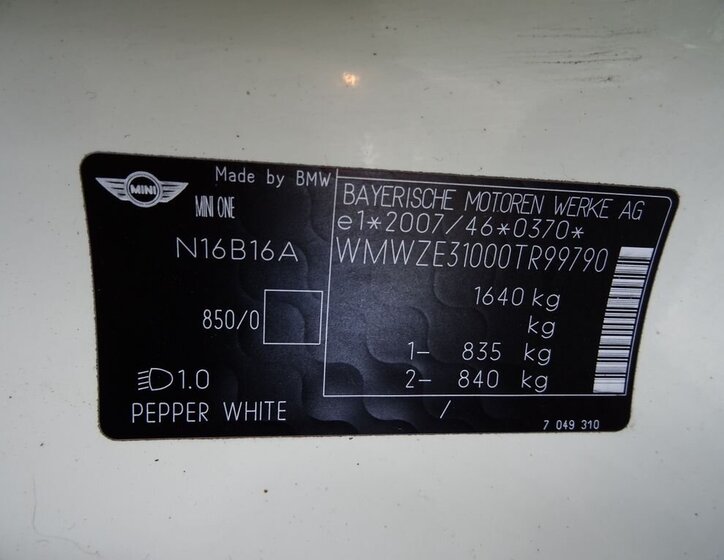 MINI
Made by BMW
MINI ONE
N16B16A
850/0
1.0
PEPPER WHITE
BAYERISCHE MOTOREN WERKE AG
e1*2007/46*0370*
WMWZE31000TR99790
1640 kg
kg
1- 835 kg
2- 840 kg
/
7 049 310